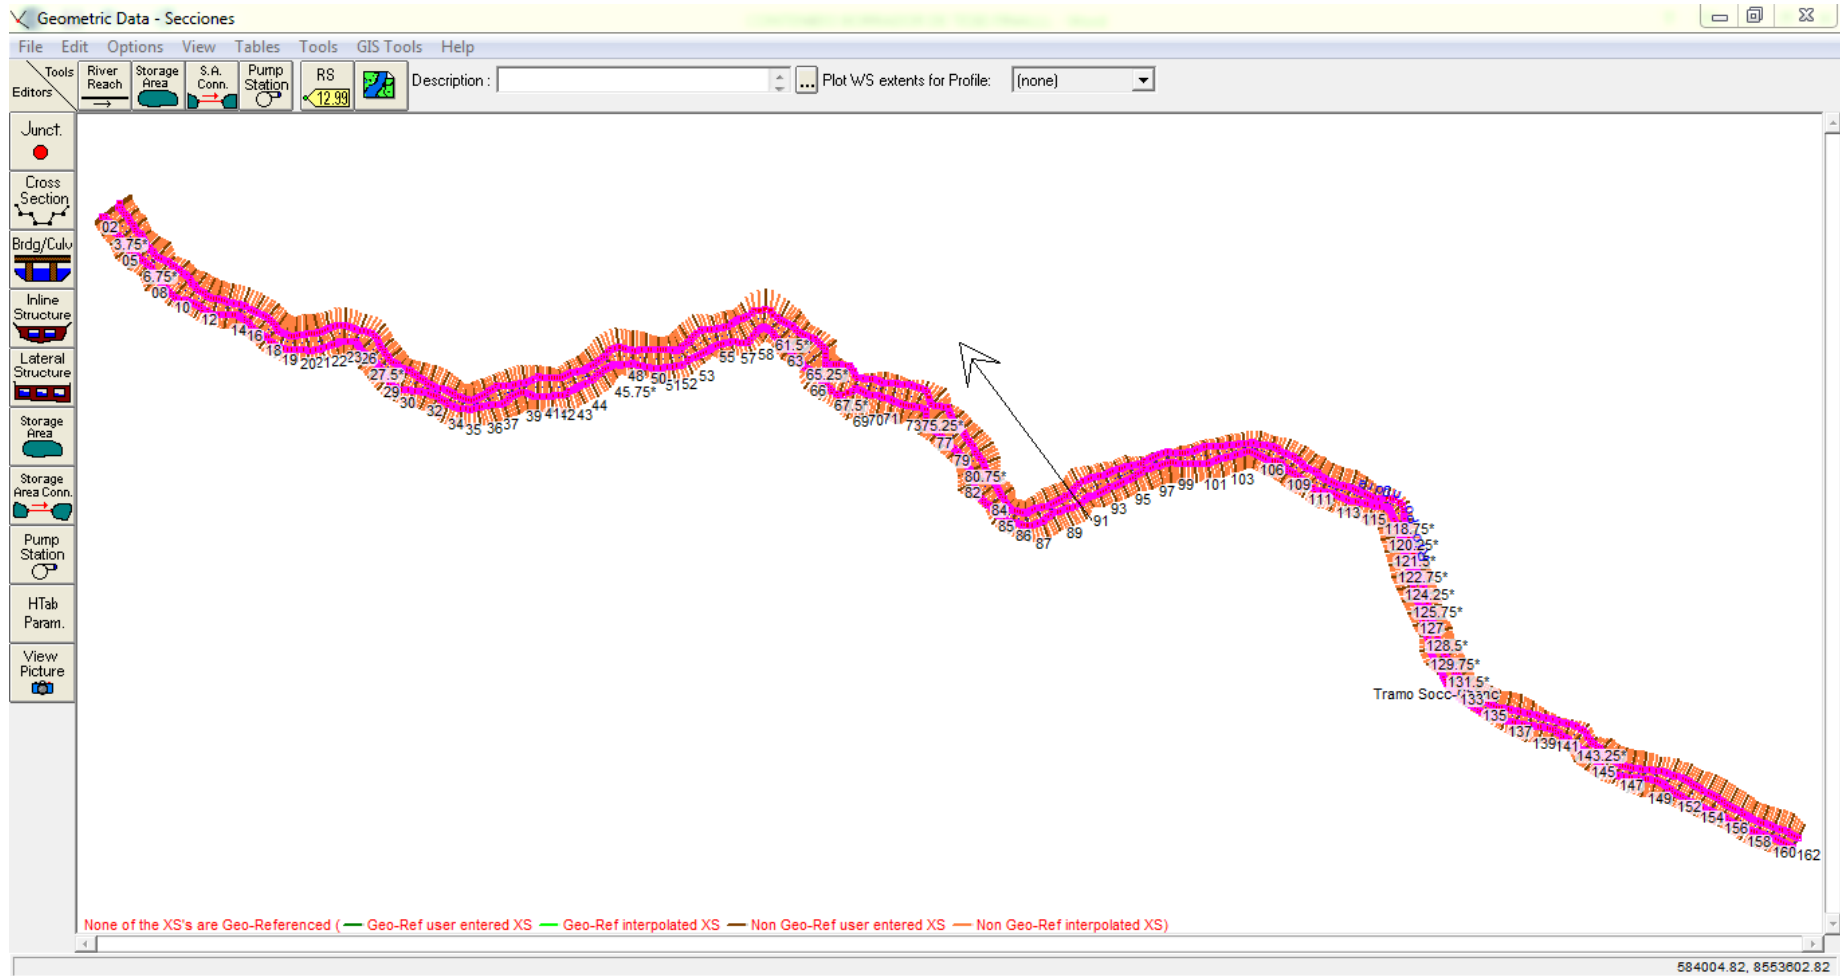 Geometric Data - Secciones
File Edit Options View Tables Tools GIS Tools Help
Tools
Editors
River
Reach
Storage
Area
S.A.
Conn.
Pump
Station
RS
12.99
Description :
...
Plot WS extents for Profile:
(none)
Junct.
Cross
Section
Brdg/Culv
Inline
Structure
Lateral
Structure
Storage
Area
Storage
Area Conn.
Pump
Station
HTab
Param.
View
Picture
02
3.75*
05
6.75*
08
10
12
14
16
18
19
20
21
22
23
26
27.5*
29
30
32
34
35
36
37
39
41
42
43
44
45.75*
48
50
51
52
53
55
57
58
61.5*
63
65.25*
66
67.5*
69
70
71
73
75.25*
77
79
80.75*
82
84
85
86
87
89
91
93
95
97
99
101
103
106
109
111
113
115
118.75*
120.25*
121.5*
122.75*
124.25*
125.75*
127
128.5*
129.75*
131.5*
Tramo Socc-
133
135
137
139
141
143.25*
145
147
149
152
154
156
158
160
162
None of the XS's are Geo-Referenced ( Geo-Ref user entered XS Geo-Ref interpolated XS Non Geo-Ref user entered XS Non Geo-Ref interpolated XS)
584004.82, 8553602.82